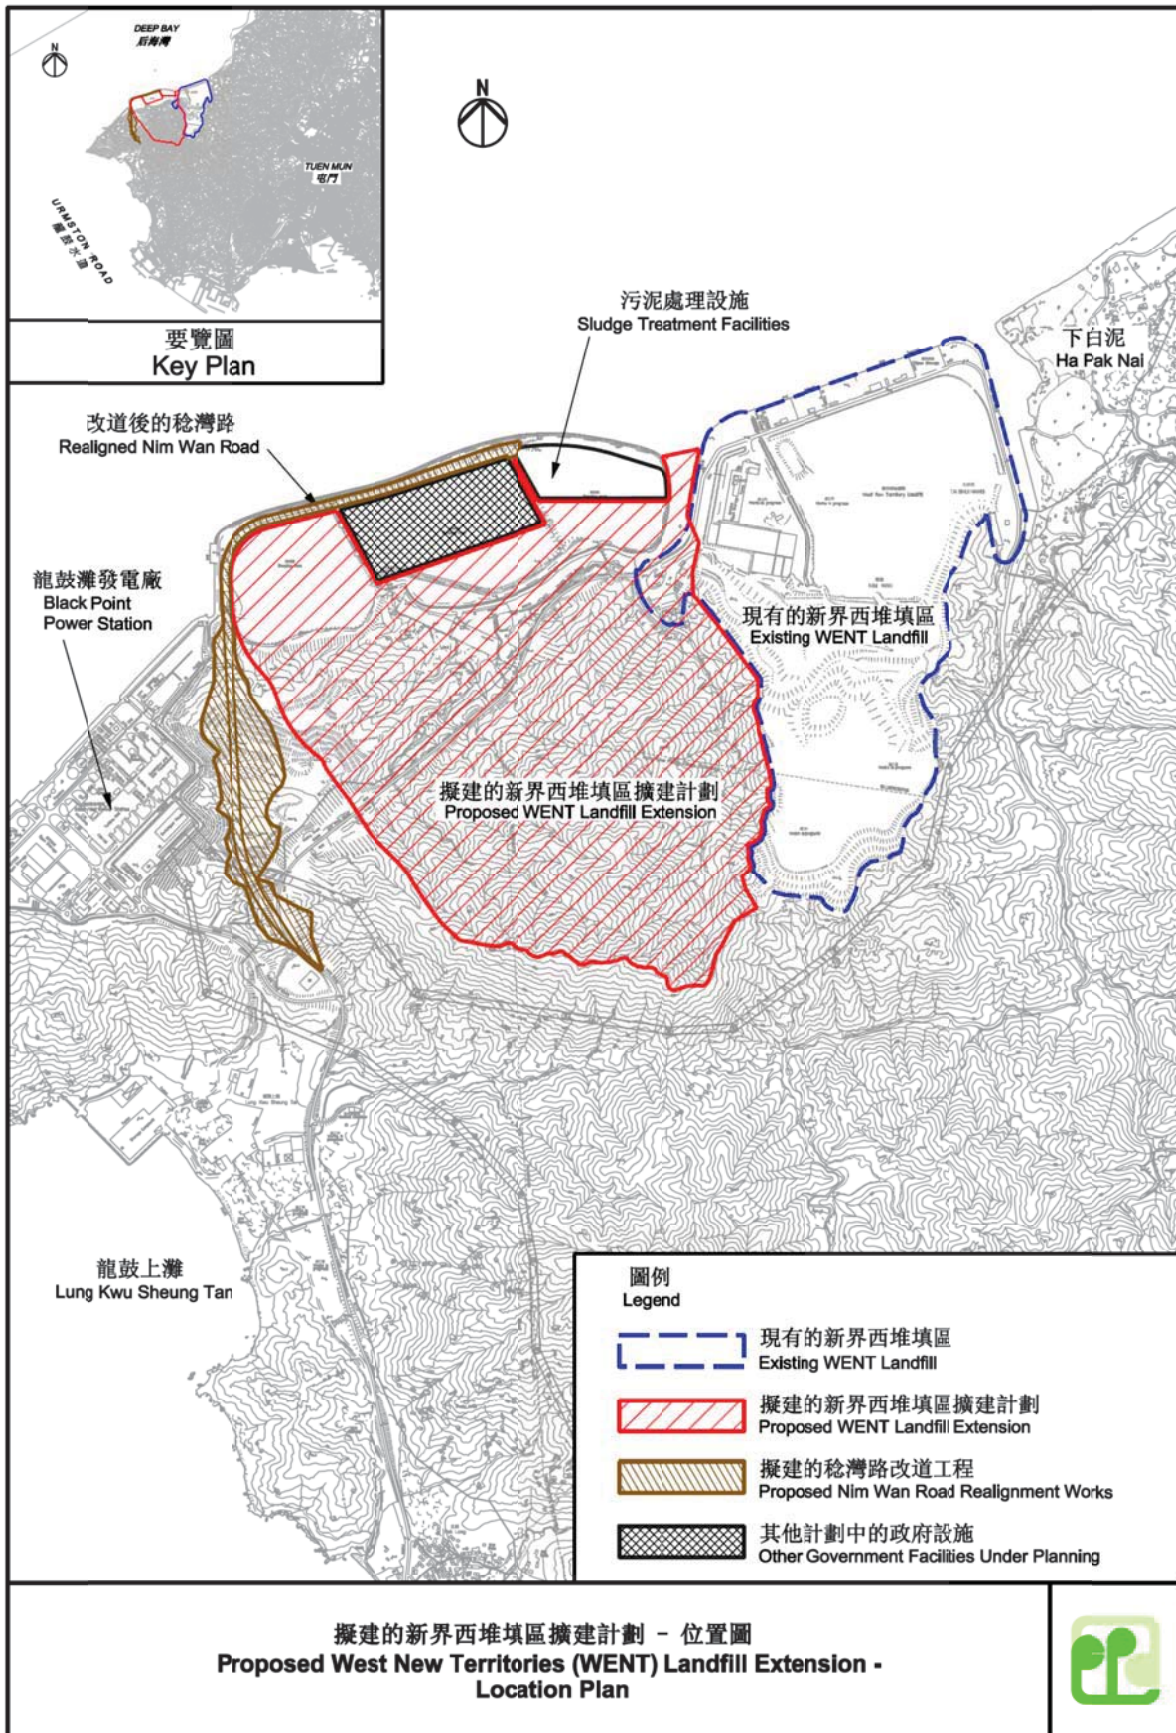 DEEP BAY
后海灣
N
TUEN MUN
屯門
URMSTON ROAD
龍鼓水道
要覽圖
Key Plan
N
污泥處理設施
Sludge Treatment Facilities
下白泥
Ha Pak Nai
改道後的稔灣路
Realigned Nim Wan Road
龍鼓灘發電廠
Black Point
Power Station
現有的新界西堆填區
Existing WENT Landfill
擬建的新界西堆填區擴建計劃
Proposed WENT Landfill Extension
Lung Kwu Sheung Tan
龍鼓上灘
Lung Kwu Sheung Tan
圖例
Legend
現有的新界西堆填區
Existing WENT Landfill
擬建的新界西堆填區擴建計劃
Proposed WENT Landfill Extension
擬建的稔灣路改道工程
Proposed Nim Wan Road Realignment Works
其他計劃中的政府設施
Other Government Facilities Under Planning
擬建的新界西堆填區擴建計劃 - 位置圖
Proposed West New Territories (WENT) Landfill Extension -
Location Plan